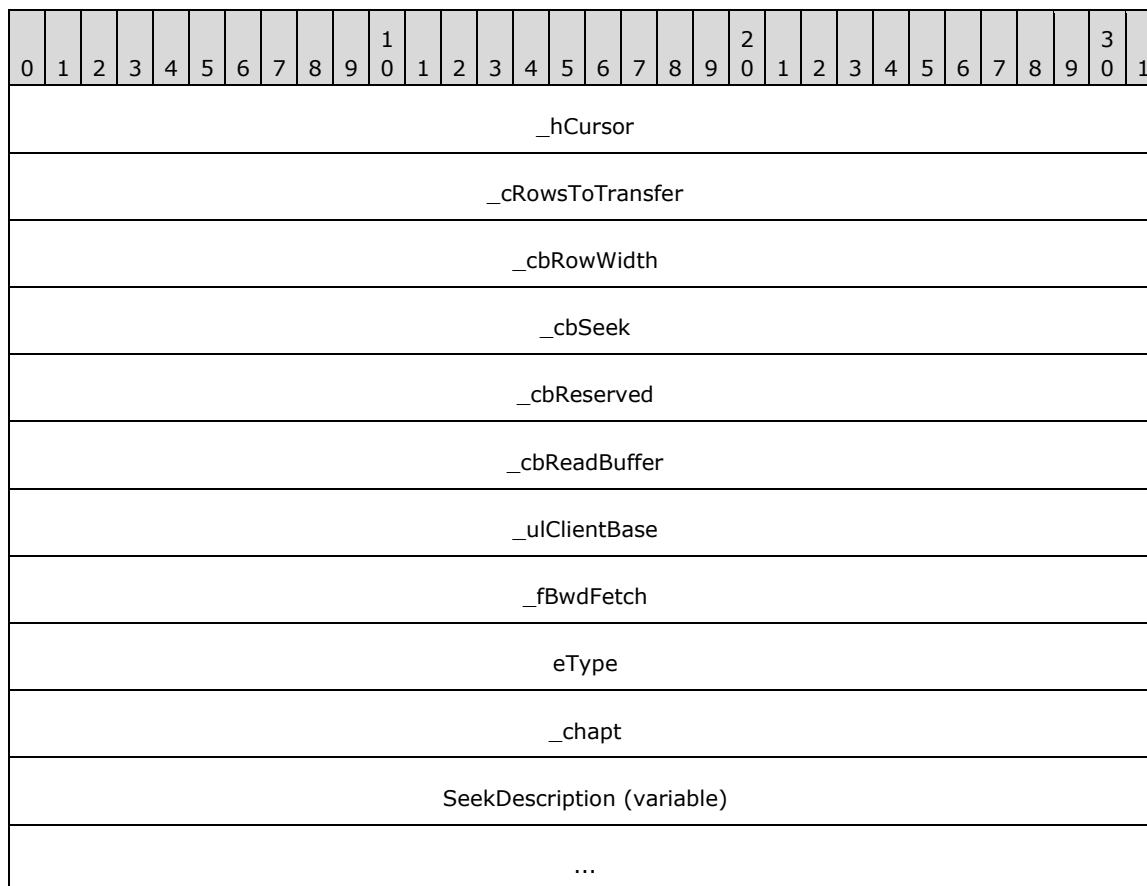 1 2 3
0 1 2 3 4 5 6 7 8 9 0 1 2 3 4 5 6 7 8 9 0 1 2 3 4 5 6 7 8 9 0 1
_hCursor
_cRowsToTransfer
_cbRowWidth
_cbSeek
_cbReserved
_cbReadBuffer
_ulClientBase
_fBwdFetch
eType
_chapt
SeekDescription (variable)
...